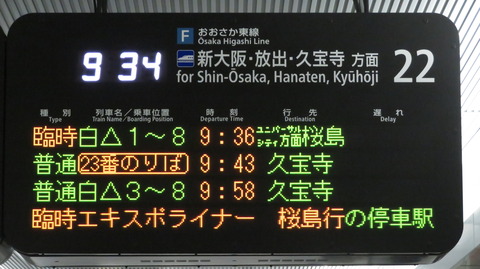 F おおさか東線
Ōsaka Higashi Line
9 34
新大阪・放出・久宝寺 方面
for Shin-Ōsaka, Hanaten, Kyūhōji
22
種 別 列車名／乗車位置 時 刻 行 先 遅 れ
Type Train Name / Boarding Position Departure Time Destination Delay
臨時 白△1～8 9:36 ユニバーサルシティ方面桜島
普通 23番のりば 9:43 久宝寺
普通 白△3～8 9:58 久宝寺
臨時エキスポライナー 桜島行の停車駅